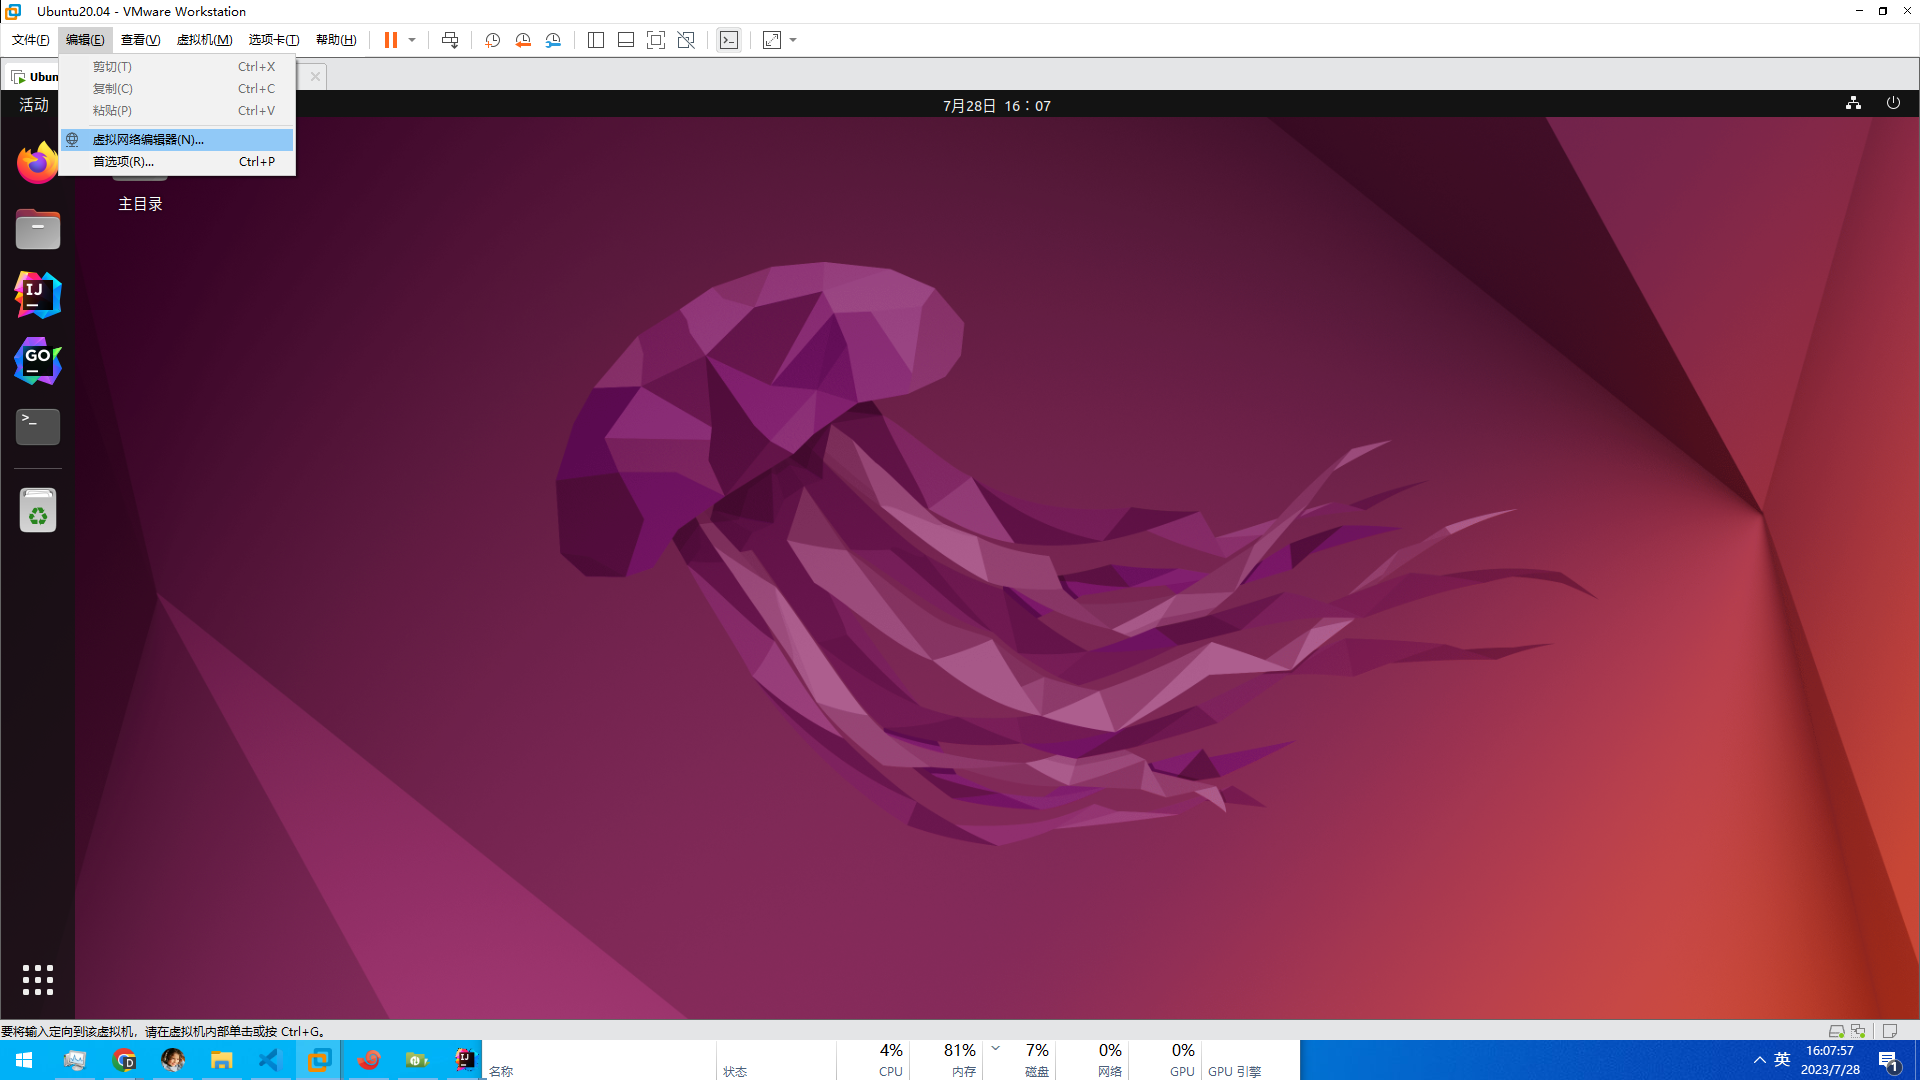 Ubuntu20.04 - VMware Workstation
文件(F) 编辑(E) 查看(V) 虚拟机(M) 选项卡(T) 帮助(H)
Ubun
剪切(T) Ctrl+X
复制(C) Ctrl+C
粘贴(P) Ctrl+V
虚拟网络编辑器(N)...
首选项(R)... Ctrl+P
活动
7月28日 16：07
主目录
IJ
GO
>_
要将输入定向到该虚拟机，请在虚拟机内部单击或按 Ctrl+G。
D
IJ
名称
状态
4%
CPU
81%
内存
7%
磁盘
0%
网络
0%
GPU
GPU 引擎
英
16:07:57
2023/7/28
1